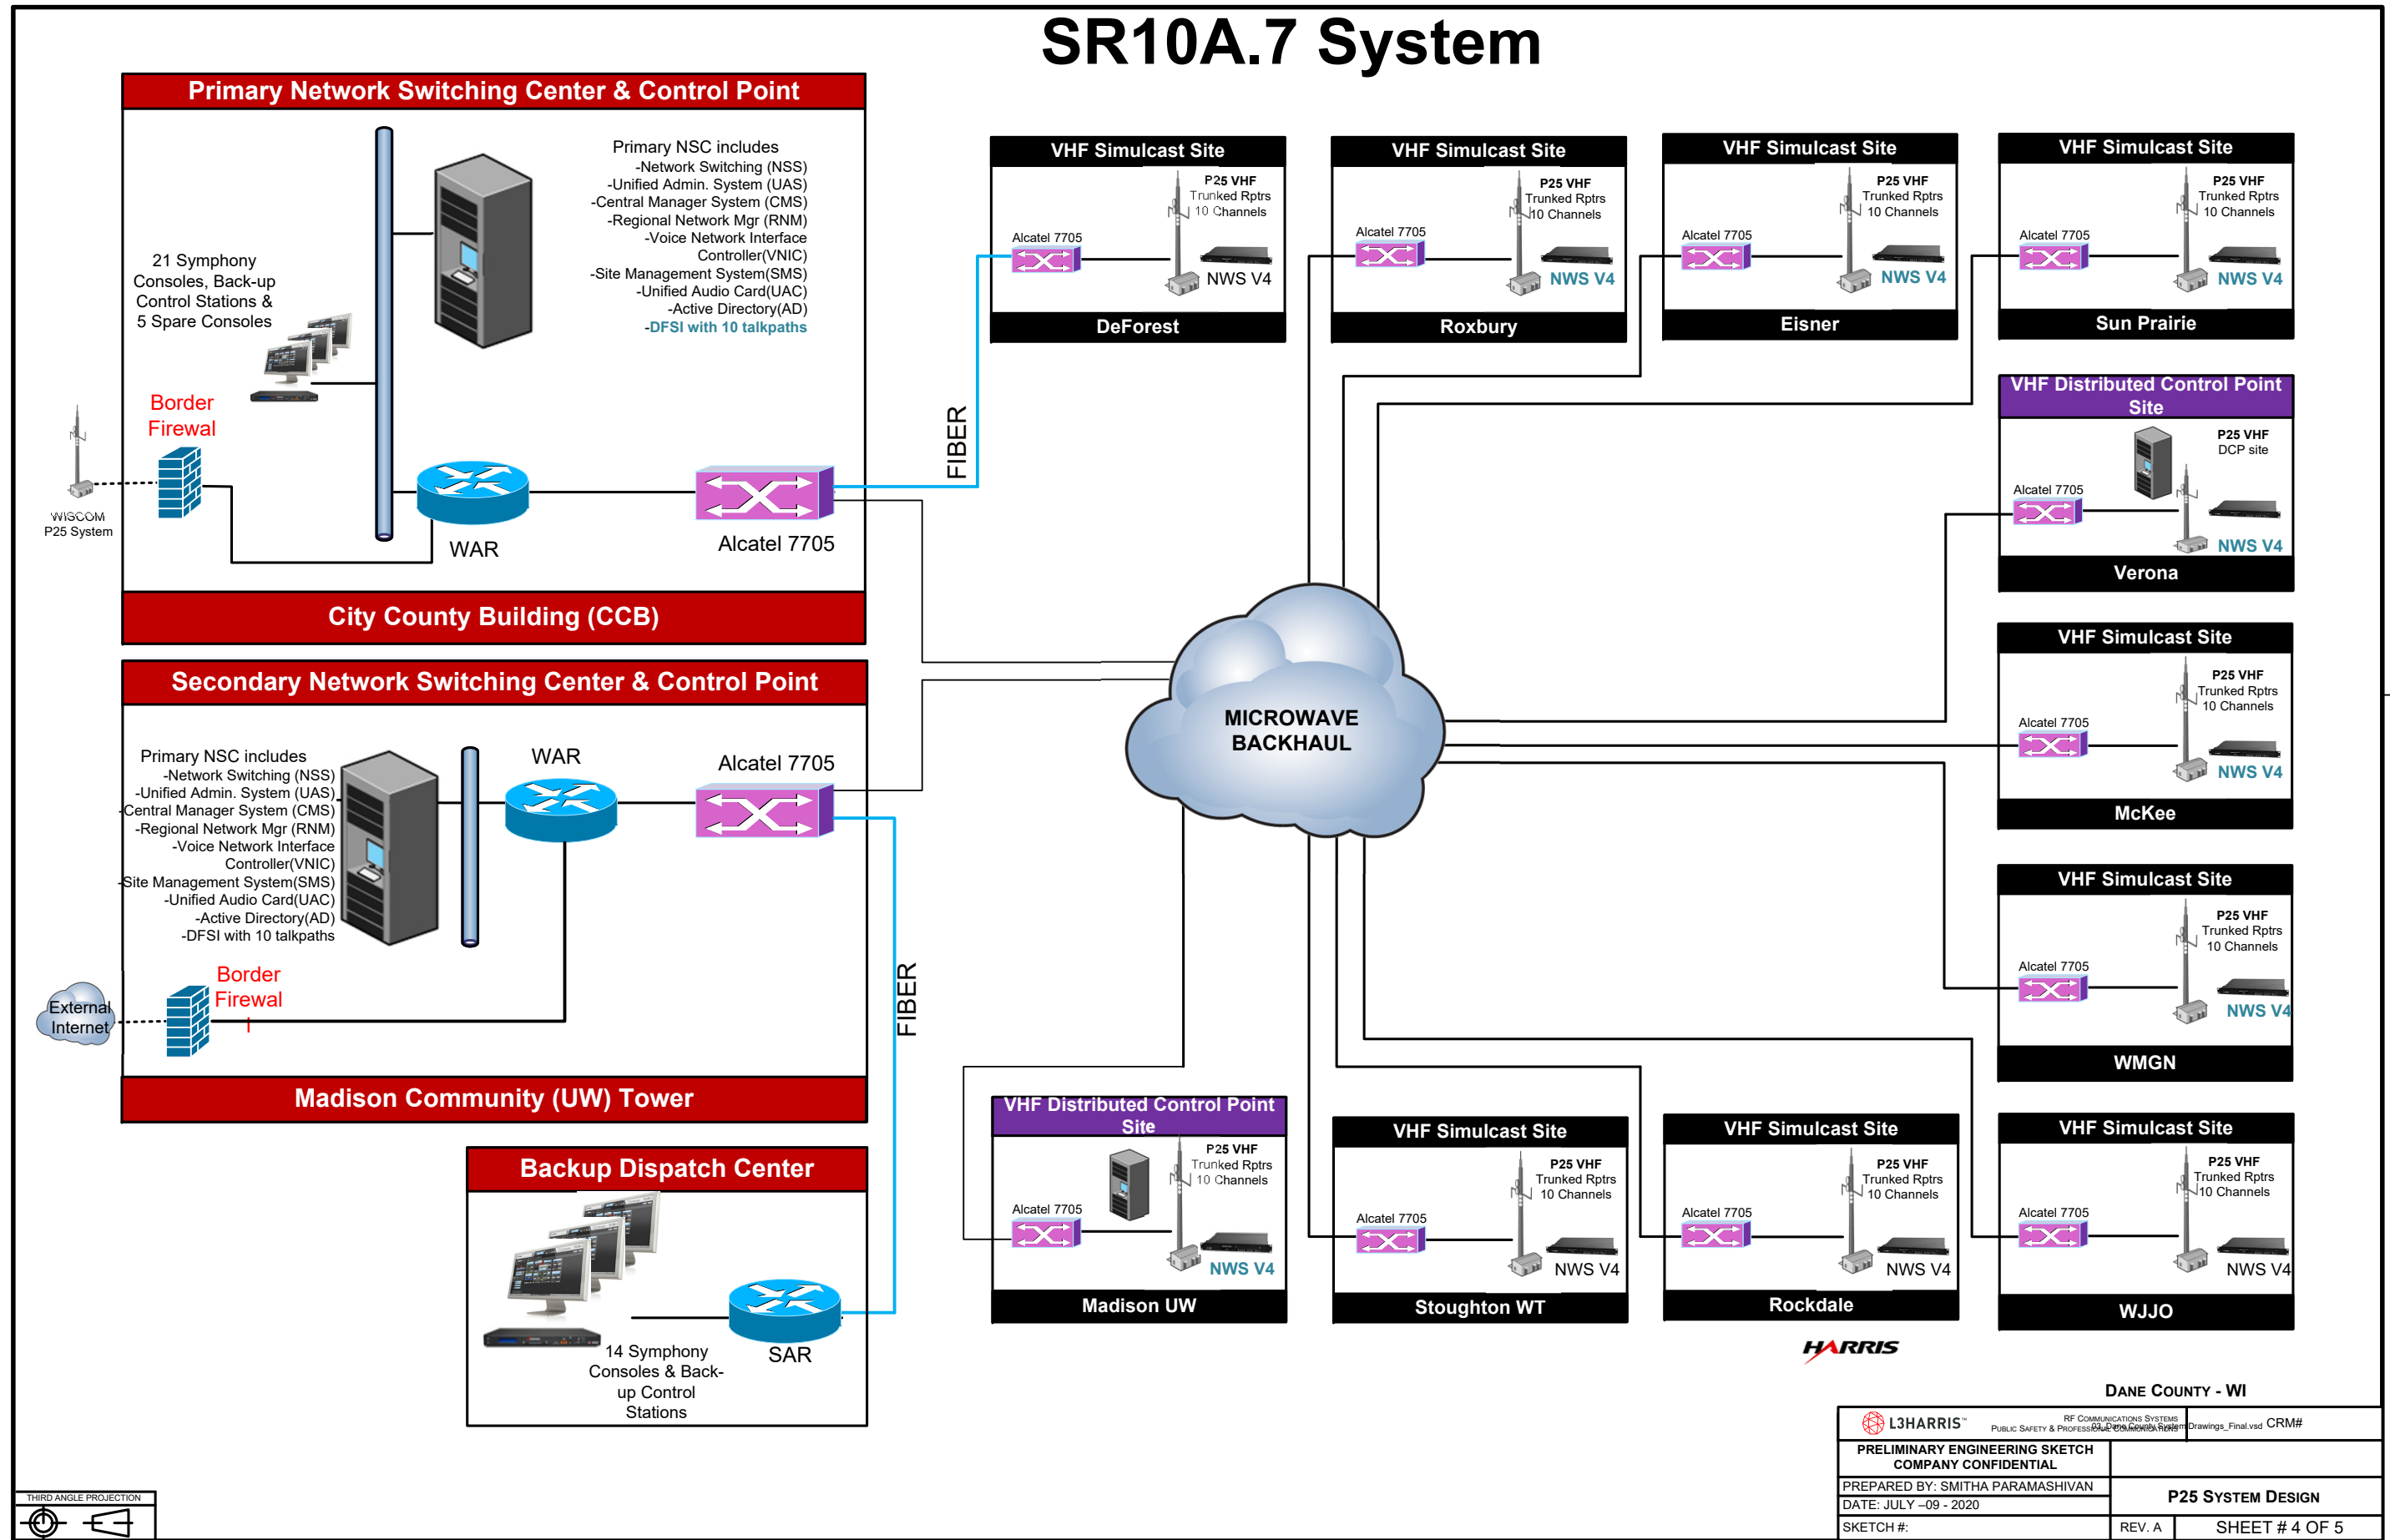 SR10A.7 System
Primary Network Switching Center & Control Point
Primary NSC includes
-Network Switching (NSS)
-Unified Admin. System (UAS)
-Central Manager System (CMS)
-Regional Network Mgr (RNM)
-Voice Network Interface
Controller(VNIC)
-Site Management System(SMS)
-Unified Audio Card(UAC)
-Active Directory(AD)
-DFSI with 10 talkpaths
21 Symphony
Consoles, Back-up
Control Stations &
5 Spare Consoles
Border
Firewal
WISCOM
P25 System
WAR
Alcatel 7705
City County Building (CCB)
FIBER
VHF Simulcast Site
P25 VHF
Trunked Rptrs
10 Channels
Alcatel 7705
NWS V4
DeForest
VHF Simulcast Site
P25 VHF
Trunked Rptrs
10 Channels
Alcatel 7705
NWS V4
Roxbury
VHF Simulcast Site
P25 VHF
Trunked Rptrs
10 Channels
Alcatel 7705
NWS V4
Eisner
VHF Simulcast Site
P25 VHF
Trunked Rptrs
10 Channels
Alcatel 7705
NWS V4
Sun Prairie
VHF Distributed Control Point
Site
P25 VHF
DCP site
Alcatel 7705
NWS V4
Verona
Secondary Network Switching Center & Control Point
Primary NSC includes
-Network Switching (NSS)
-Unified Admin. System (UAS)
-Central Manager System (CMS)
-Regional Network Mgr (RNM)
-Voice Network Interface
Controller(VNIC)
-Site Management System(SMS)
-Unified Audio Card(UAC)
-Active Directory(AD)
-DFSI with 10 talkpaths
WAR
Alcatel 7705
Border
Firewal
External
Internet
Madison Community (UW) Tower
FIBER
MICROWAVE
BACKHAUL
VHF Simulcast Site
P25 VHF
Trunked Rptrs
10 Channels
Alcatel 7705
NWS V4
McKee
VHF Simulcast Site
P25 VHF
Trunked Rptrs
10 Channels
Alcatel 7705
NWS V4
WMGN
Backup Dispatch Center
14 Symphony
Consoles & Back-
up Control
Stations
SAR
VHF Distributed Control Point
Site
P25 VHF
Trunked Rptrs
10 Channels
Alcatel 7705
NWS V4
Madison UW
VHF Simulcast Site
P25 VHF
Trunked Rptrs
10 Channels
Alcatel 7705
NWS V4
Stoughton WT
VHF Simulcast Site
P25 VHF
Trunked Rptrs
10 Channels
Alcatel 7705
NWS V4
Rockdale
VHF Simulcast Site
P25 VHF
Trunked Rptrs
10 Channels
Alcatel 7705
NWS V4
WJJO
HARRIS
DANE COUNTY - WI
L3HARRIS™
RF COMMUNICATIONS SYSTEMS
PUBLIC SAFETY & PROFESSIONAL COMMUNICATIONS
03_Dane County System Drawings_Final.vsd
CRM#
PRELIMINARY ENGINEERING SKETCH
COMPANY CONFIDENTIAL
PREPARED BY: SMITHA PARAMASHIVAN
DATE: JULY –09 - 2020
P25 SYSTEM DESIGN
SKETCH #:
REV. A
SHEET # 4 OF 5
THIRD ANGLE PROJECTION